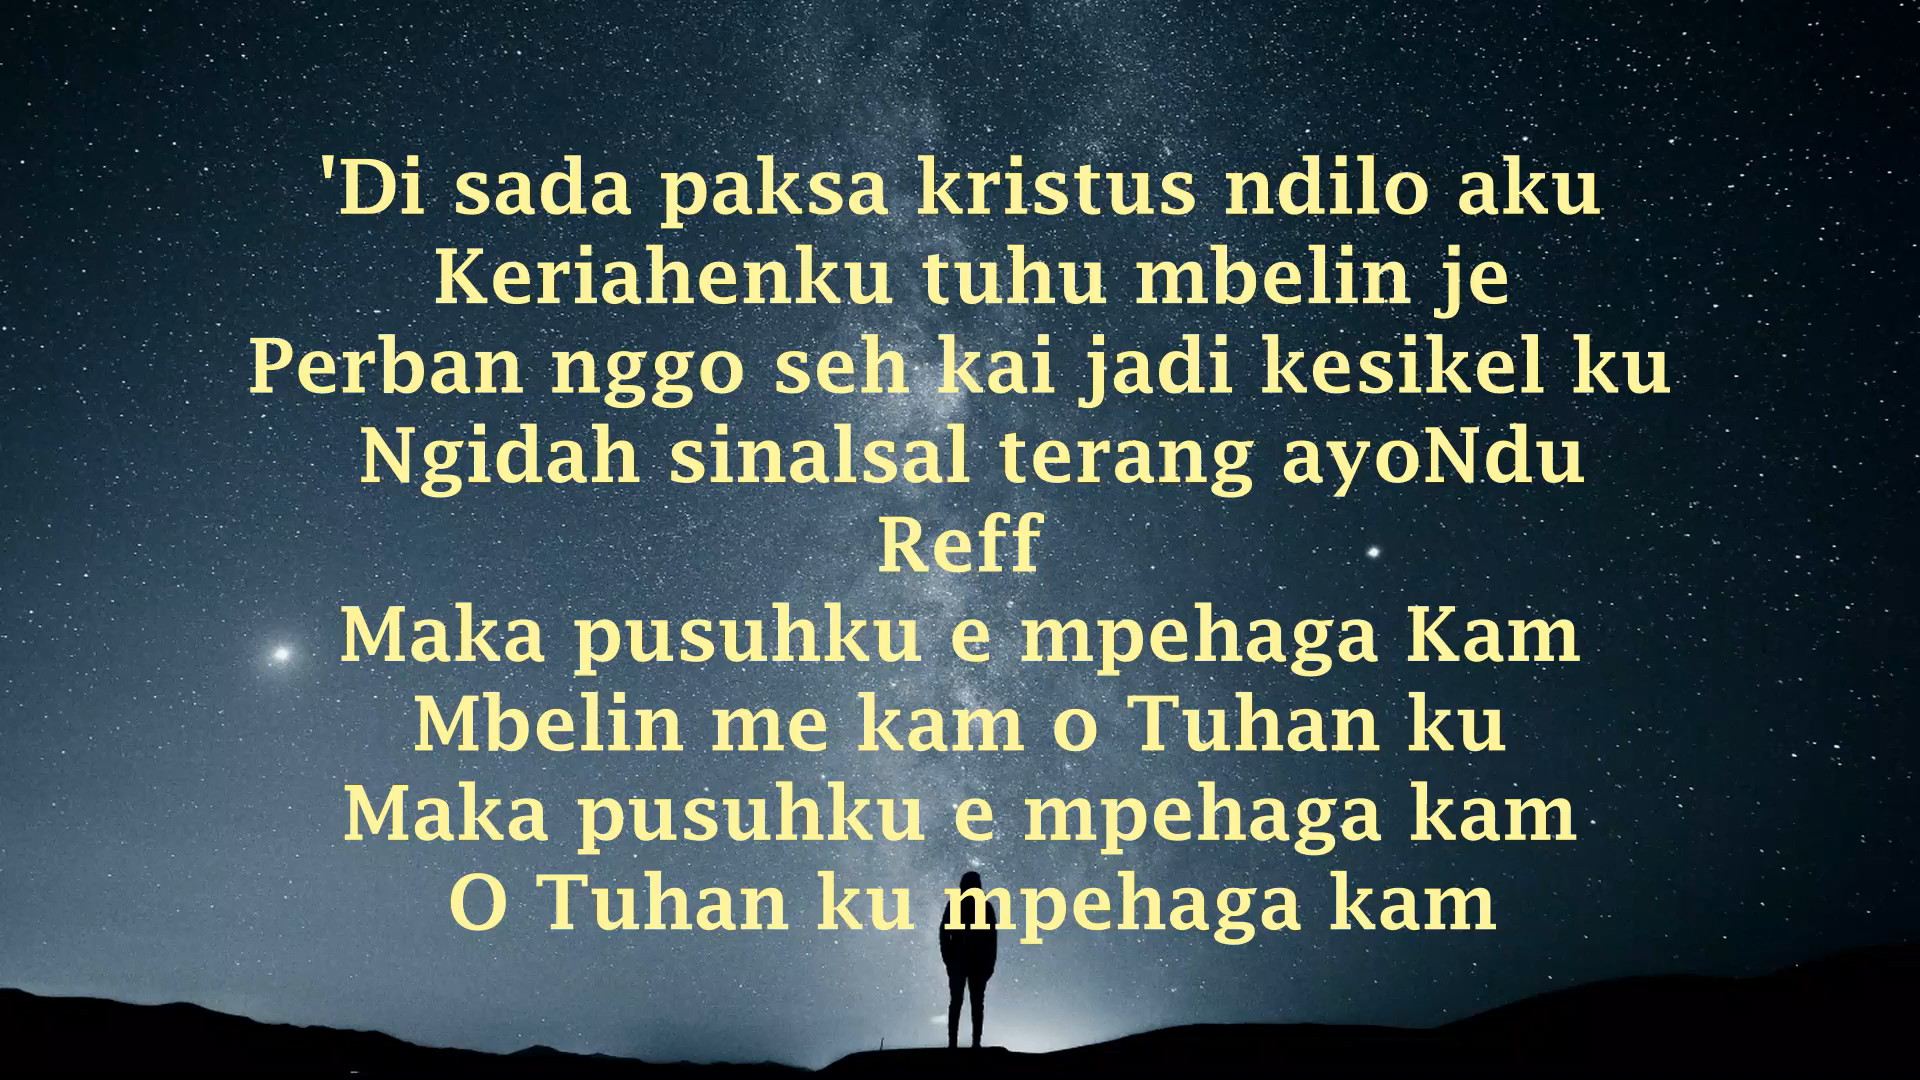 'Di sada paksa kristus ndilo aku
Keriahenku tuhu mbelin je
Perban nggo seh kai jadi kesikel ku
Ngidah sinalsal terang ayoNdu
Reff
Maka pusuhku e mpehaga Kam
Mbelin me kam o Tuhan ku
Maka pusuhku e mpehaga kam
O Tuhan ku mpehaga kam